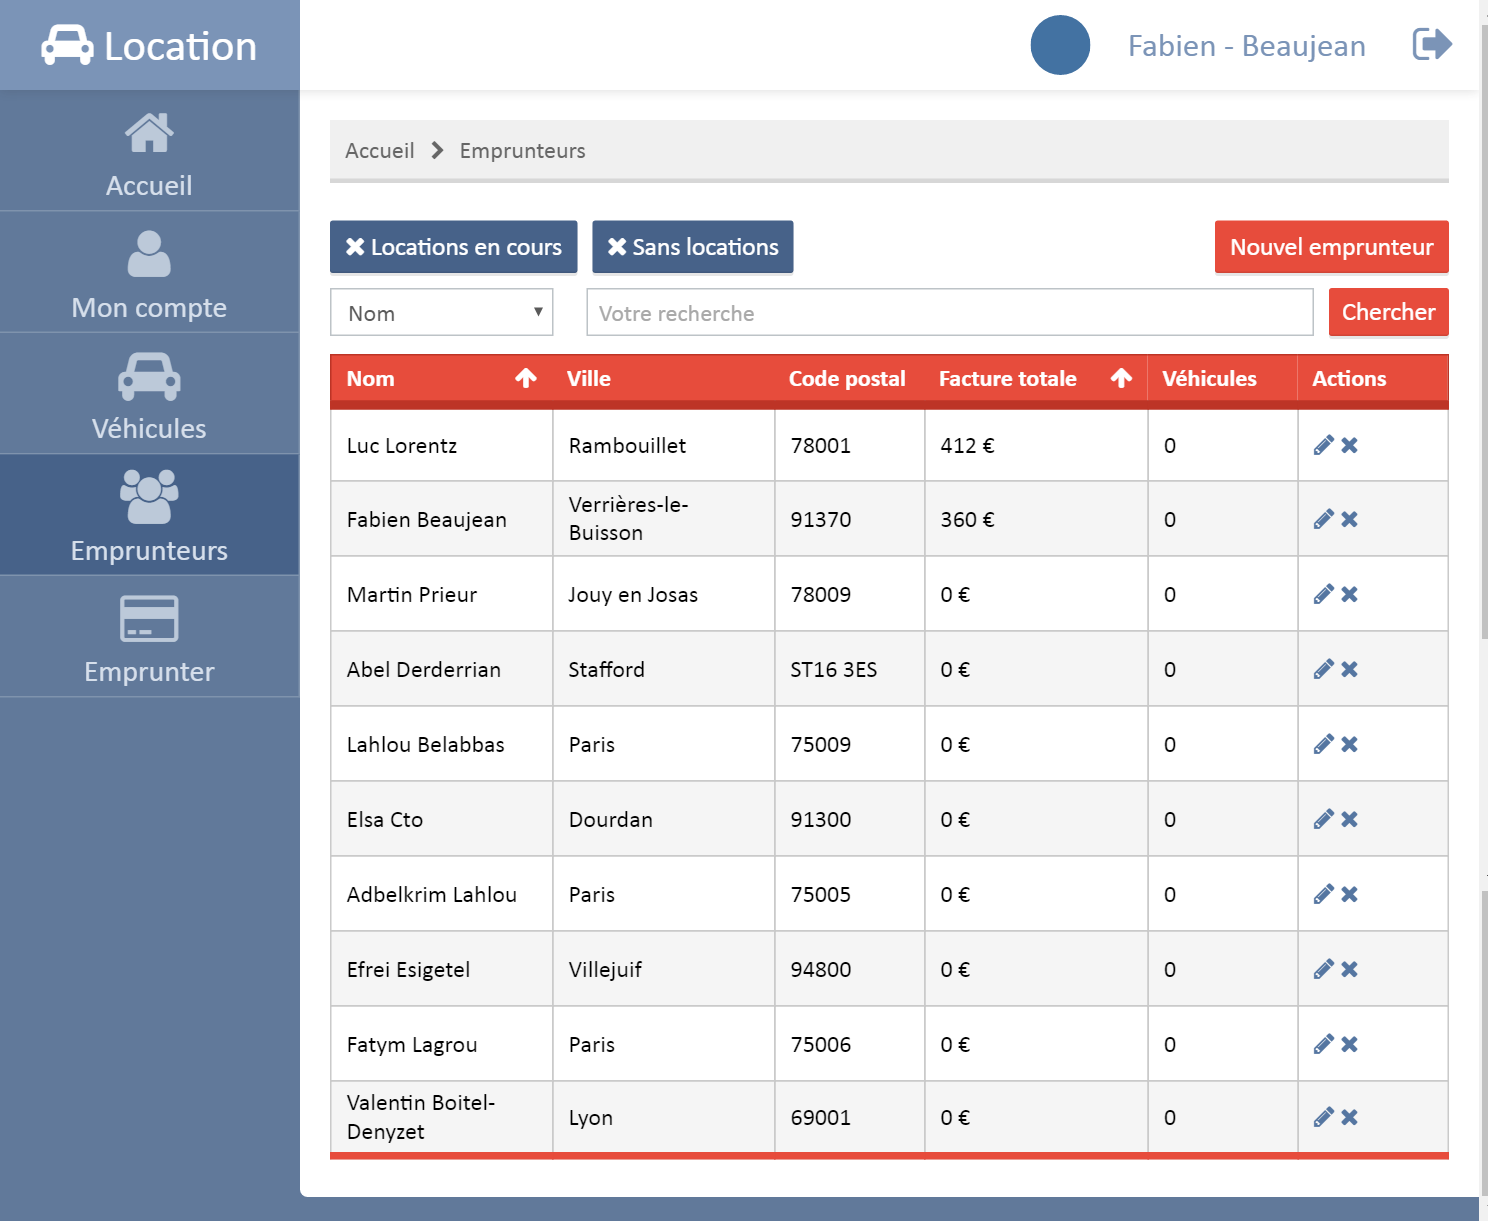 Location
Fabien - Beaujean
Accueil
Mon compte
Véhicules
Emprunteurs
Emprunter
Accueil Emprunteurs
Locations en cours Sans locations Nouvel emprunteur
Nom Votre recherche Chercher
Nom Ville Code postal Facture totale Véhicules Actions
Luc Lorentz Rambouillet 78001 412 € 0
Fabien Beaujean Verrières-le-
Buisson 91370 360 € 0
Martin Prieur Jouy en Josas 78009 0 € 0
Abel Derderrian Stafford ST16 3ES 0 € 0
Lahlou Belabbas Paris 75009 0 € 0
Elsa Cto Dourdan 91300 0 € 0
Adbelkrim Lahlou Paris 75005 0 € 0
Efrei Esigetel Villejuif 94800 0 € 0
Fatym Lagrou Paris 75006 0 € 0
Valentin Boitel-
Denyzet Lyon 69001 0 € 0